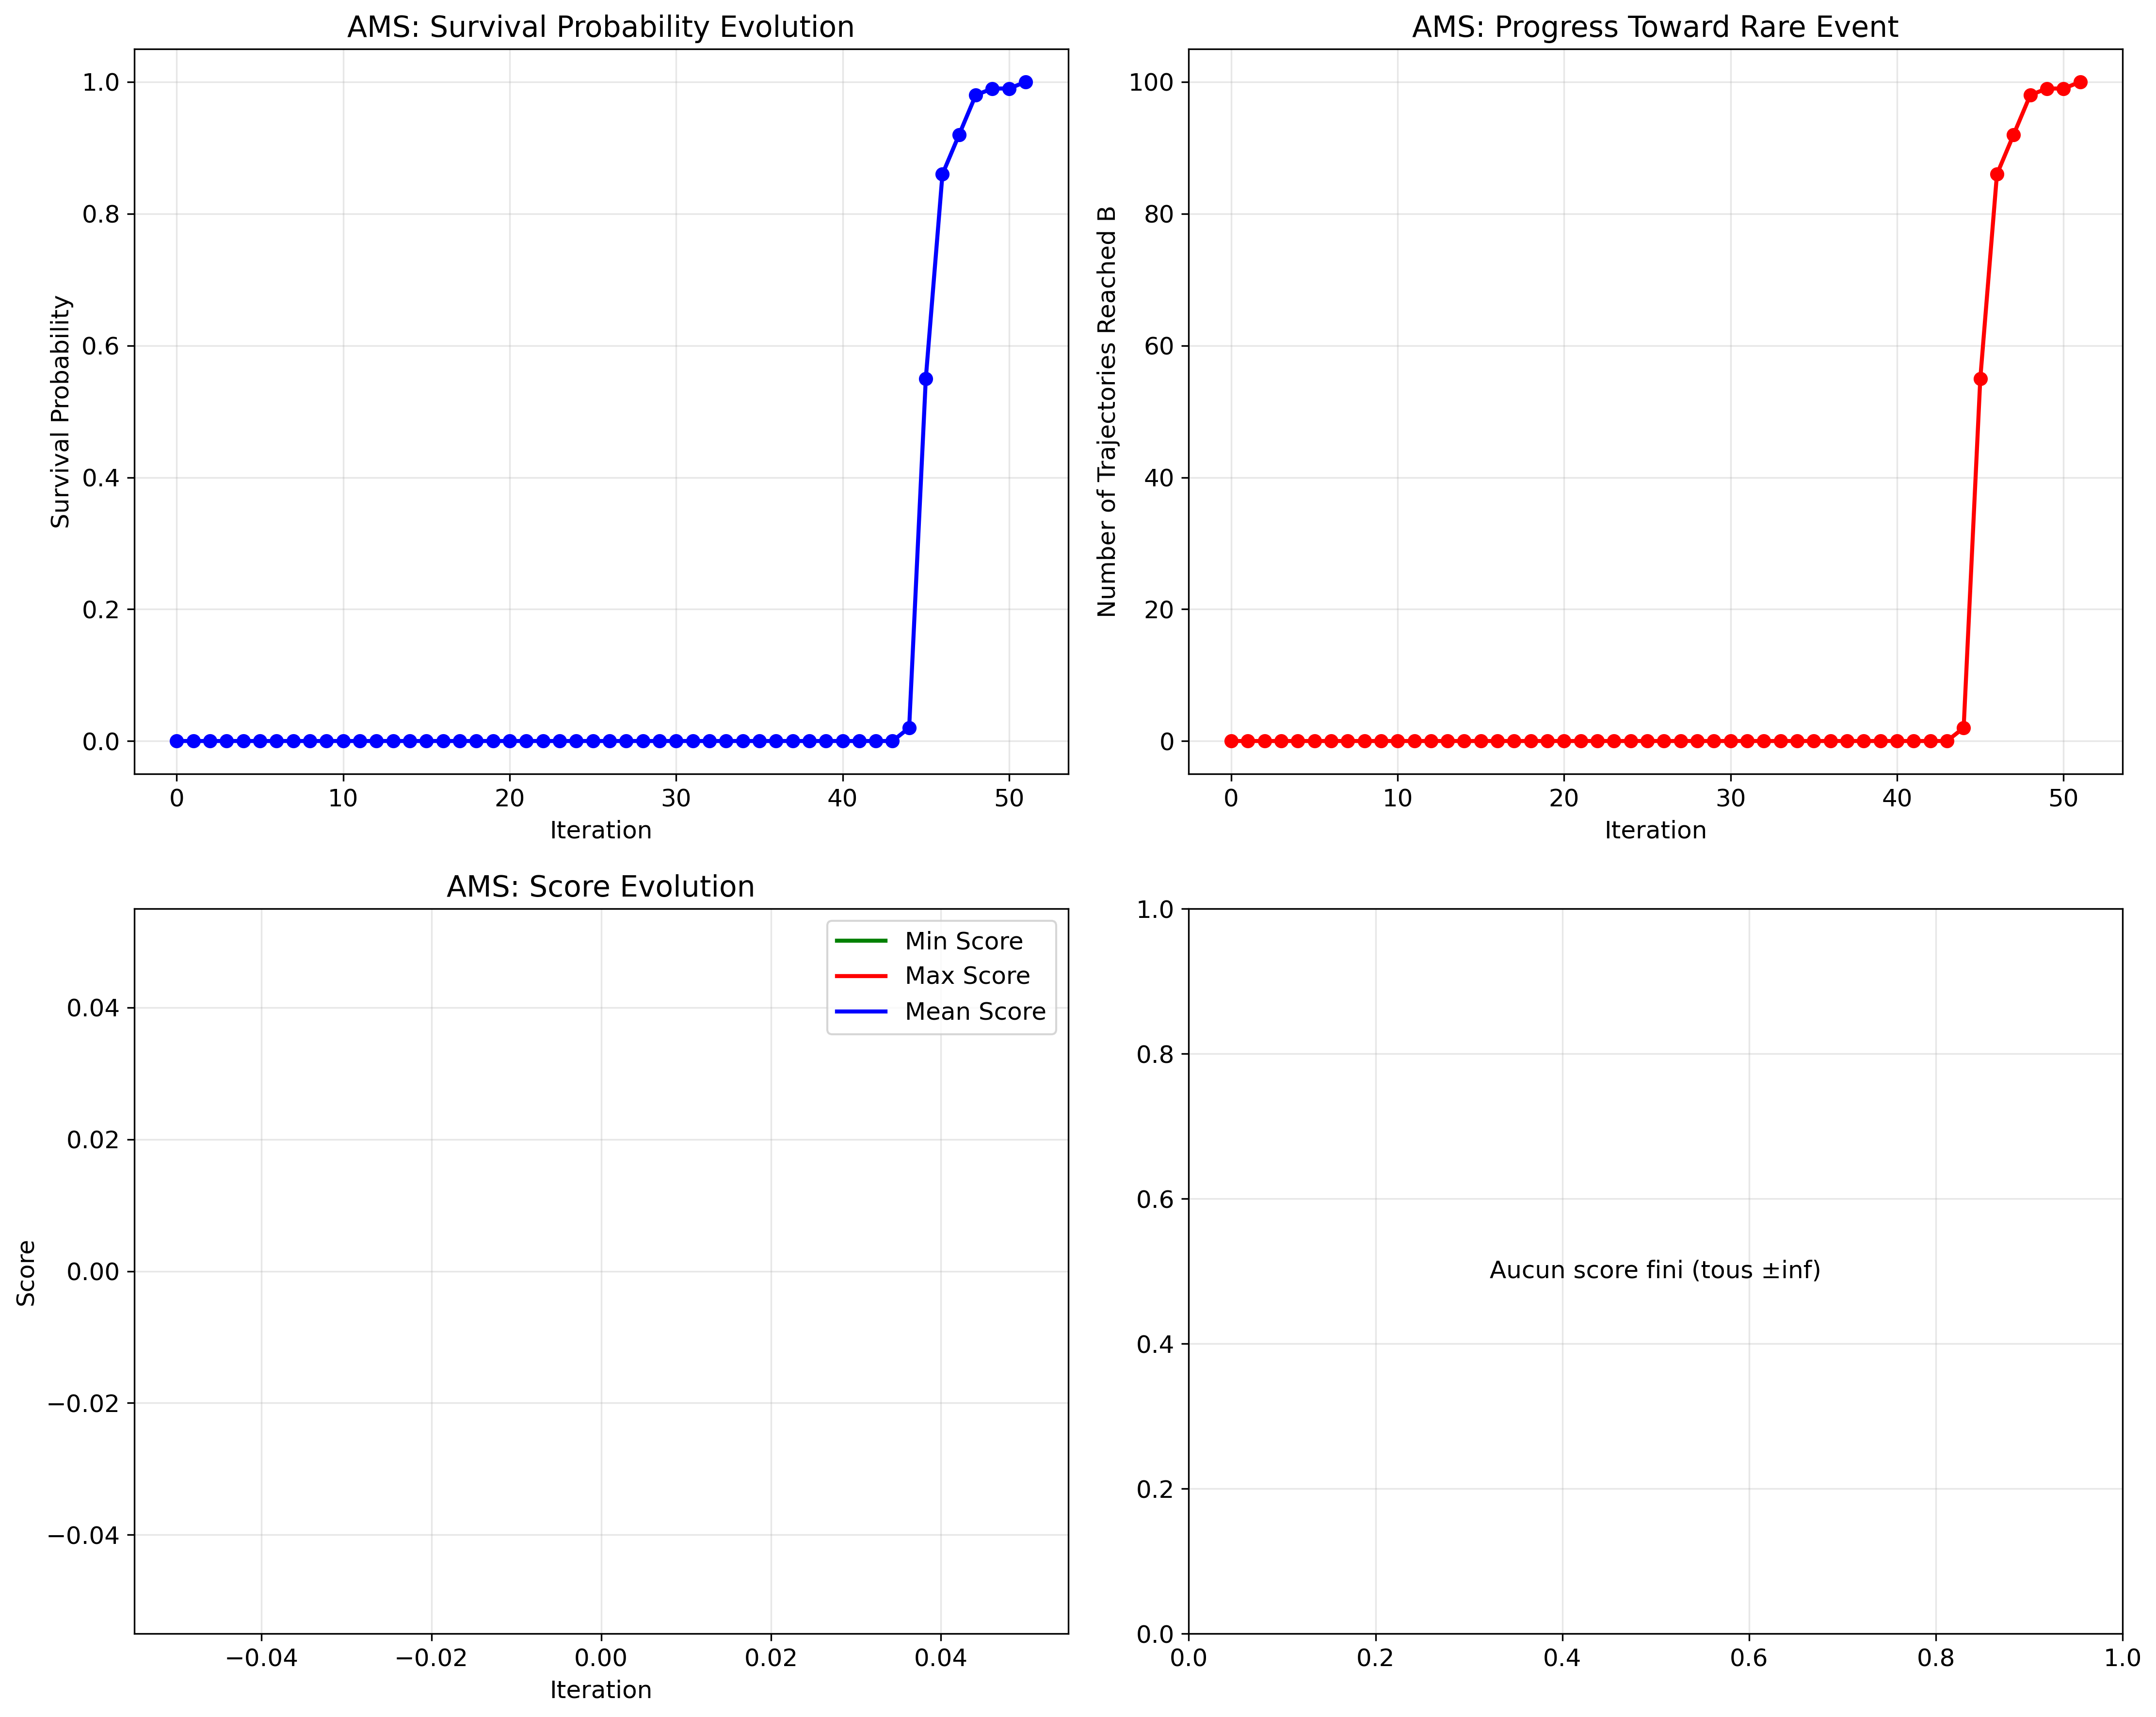 AMS: Survival Probability Evolution
Survival Probability
1.0
0.8
0.6
0.4
0.2
0.0
0 10 20 30 40 50
Iteration
AMS: Progress Toward Rare Event
Number of Trajectories Reached B
100
80
60
40
20
0
0 10 20 30 40 50
Iteration
AMS: Score Evolution
Score
0.04
0.02
0.00
−0.02
−0.04
Min Score
Max Score
Mean Score
−0.04 −0.02 0.00 0.02 0.04
Iteration
1.0
0.8
0.6
0.4
0.2
0.0
Aucun score fini (tous ±inf)
0.0 0.2 0.4 0.6 0.8 1.0